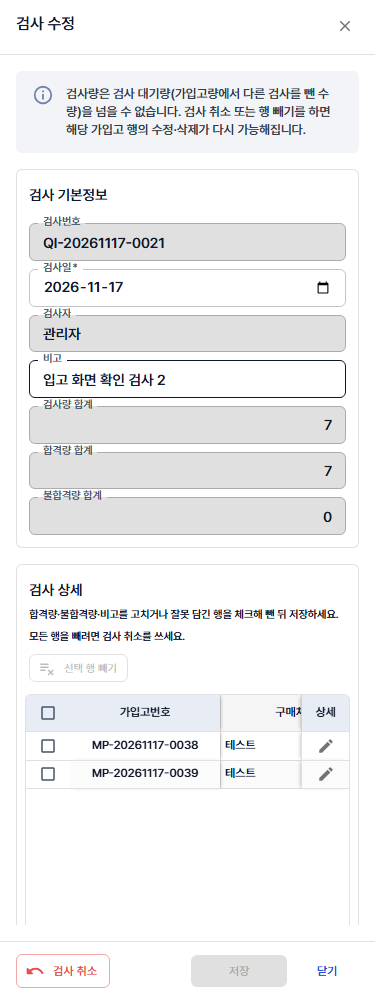 검사 수정
검사량은 검사 대기량(가입고량에서 다른 검사를 뺀 수
량)을 넘을 수 없습니다. 검사 취소 또는 행 빼기를 하면
해당 가입고 행의 수정·삭제가 다시 가능해집니다.
검사 기본정보
검사번호
QI-20261117-0021
검사일*
2026-11-17
검사자
관리자
비고
입고 화면 확인 검사 2
검사량 합계
7
합격량 합계
7
불합격량 합계
0
검사 상세
합격량·불합격량·비고를 고치거나 잘못 담긴 행을 체크해 뺀 뒤 저장하세요.
모든 행을 빼려면 검사 취소를 쓰세요.
선택 행 빼기
가입고번호 구매처 상세
MP-20261117-0038 테스트
MP-20261117-0039 테스트
검사 취소 저장 닫기